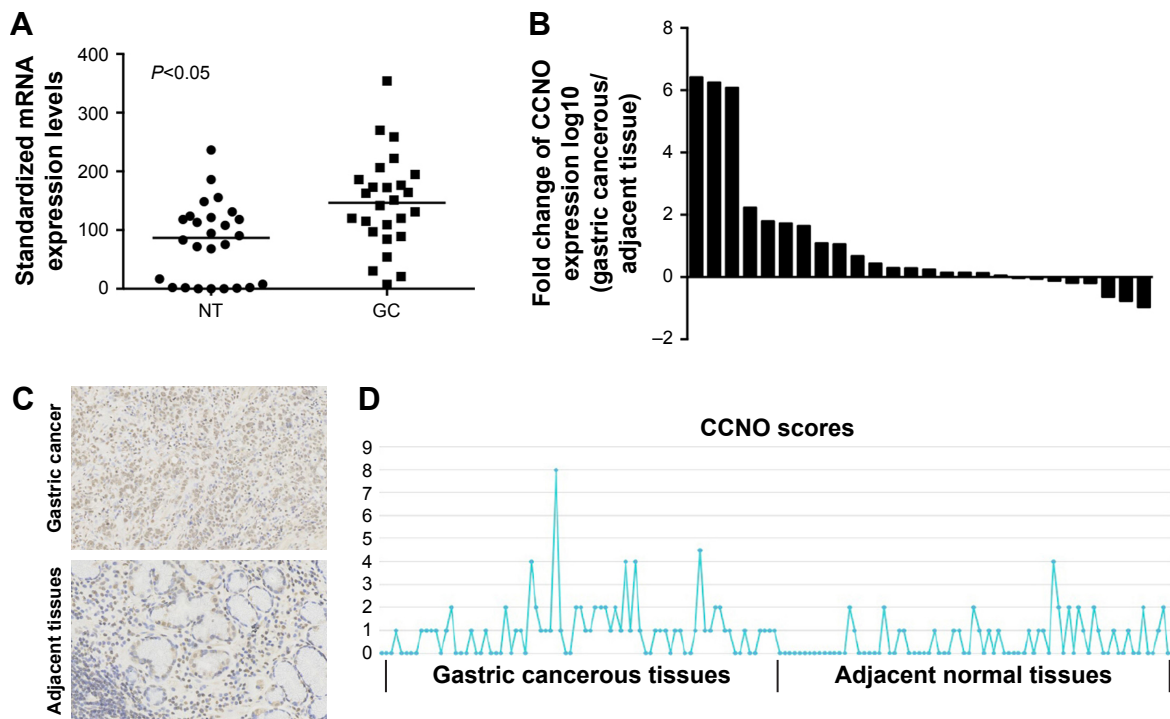 A
Standardized mRNA
expression levels
400
300
200
100
0
P<0.05
NT
GC
B
Fold change of CCNO
expression log10
(gastric cancerous/
adjacent tissue)
8
6
4
2
0
–2
C
Gastric cancer
Adjacent tissues
D
CCNO scores
9
8
7
6
5
4
3
2
1
0
Gastric cancerous tissues
Adjacent normal tissues